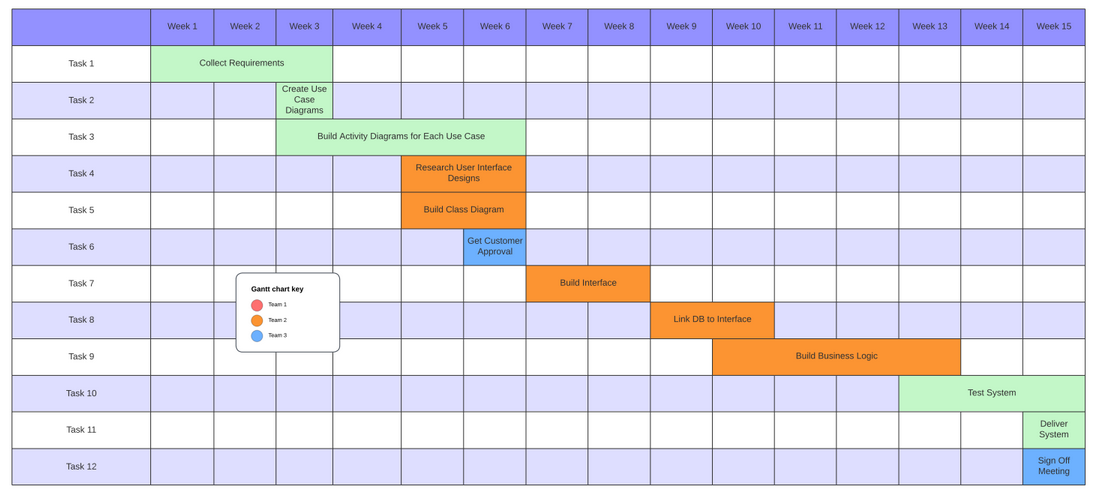 Week 1 Week 2 Week 3 Week 4 Week 5 Week 6 Week 7 Week 8 Week 9 Week 10 Week 11 Week 12 Week 13 Week 14 Week 15
Task 1 Collect Requirements
Task 2
Create Use
Case
Diagrams
Task 3 Build Activity Diagrams for Each Use Case
Task 4
Research User Interface
Designs
Task 5 Build Class Diagram
Task 6
Get Customer
Approval
Task 7 Build Interface
Gantt chart key
Team 1
Team 2
Team 3
Task 8 Link DB to Interface
Task 9 Build Business Logic
Task 10 Test System
Task 11
Deliver
System
Task 12
Sign Off
Meeting